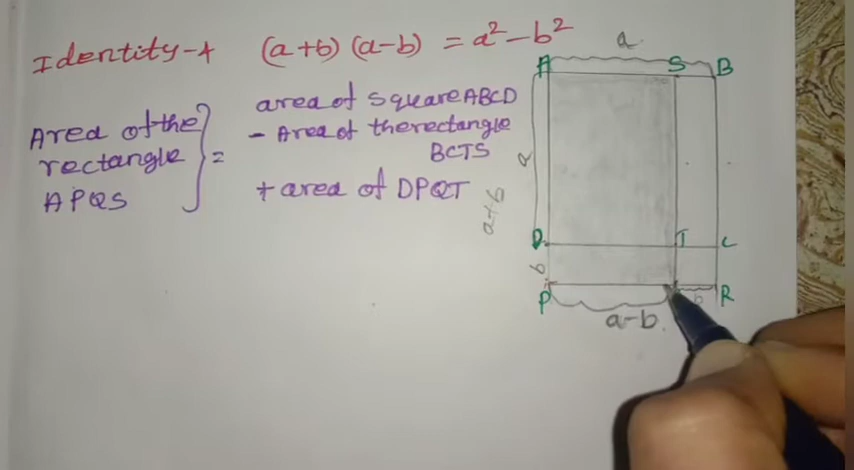 Identity-4 (a+b) (a-b) = a² - b²
Area of the rectangle APQS } =
area of square ABCD
- Area of the rectangle BCTS
+ area of DPQT
a
A S B
a
a+b
D. T C
b
P b R
a-b